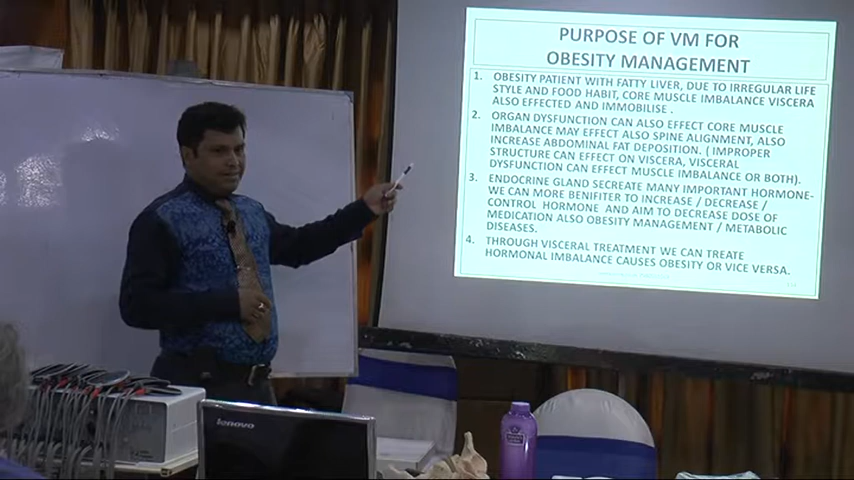 PURPOSE OF VM FOR
OBESITY MANAGEMENT
1. OBESITY PATIENT WITH FATTY LIVER, DUE TO IRREGULAR LIFE
STYLE AND FOOD HABIT, CORE MUSCLE IMBALANCE VISCERA
ALSO EFFECTED AND IMMOBILISE .
2. ORGAN DYSFUNCTION CAN ALSO EFFECT CORE MUSCLE
IMBALANCE MAY EFFECT ALSO SPINE ALIGNMENT, ALSO
INCREASE ABDOMINAL FAT DEPOSITION. ( IMPROPER
STRUCTURE CAN EFFECT ON VISCERA, VISCERAL
DYSFUNCTION CAN EFFECT MUSCLE IMBALANCE OR BOTH).
3. ENDOCRINE GLAND SECREATE MANY IMPORTANT HORMONE-
WE CAN MORE BENIFITER TO INCREASE / DECREASE /
CONTROL HORMONE AND AIM TO DECREASE DOSE OF
MEDICATION ALSO OBESITY MANAGEMENT / METABOLIC
DISEASES.
4. THROUGH VISCERAL TREATMENT WE CAN TREATE
HORMONAL IMBALANCE CAUSES OBESITY OR VICE VERSA.
lenovo